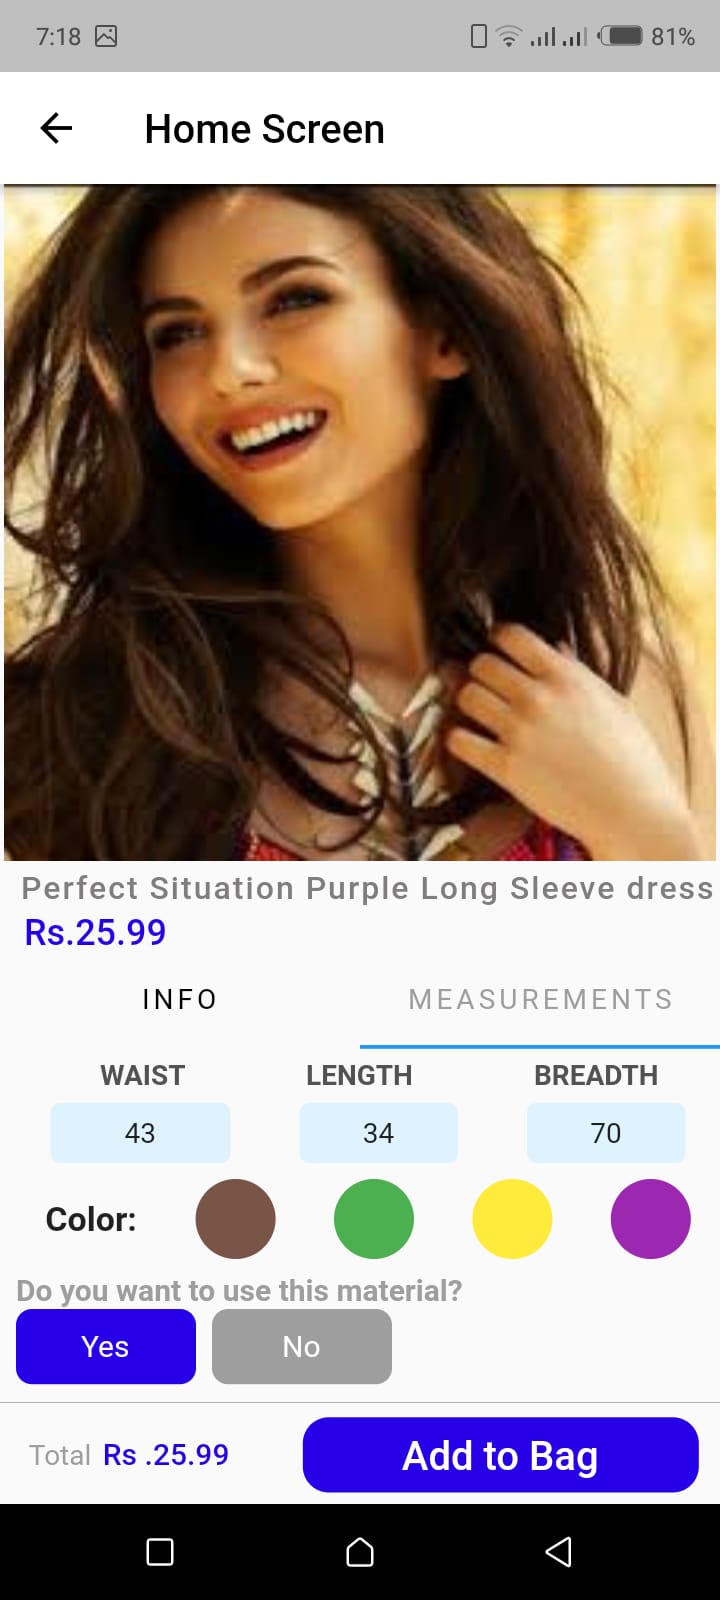 7:18 81%
Home Screen
Perfect Situation Purple Long Sleeve dress
Rs.25.99
INFO MEASUREMENTS
WAIST LENGTH BREADTH
43 34 70
Color:
Do you want to use this material?
Yes No
Total Rs .25.99 Add to Bag